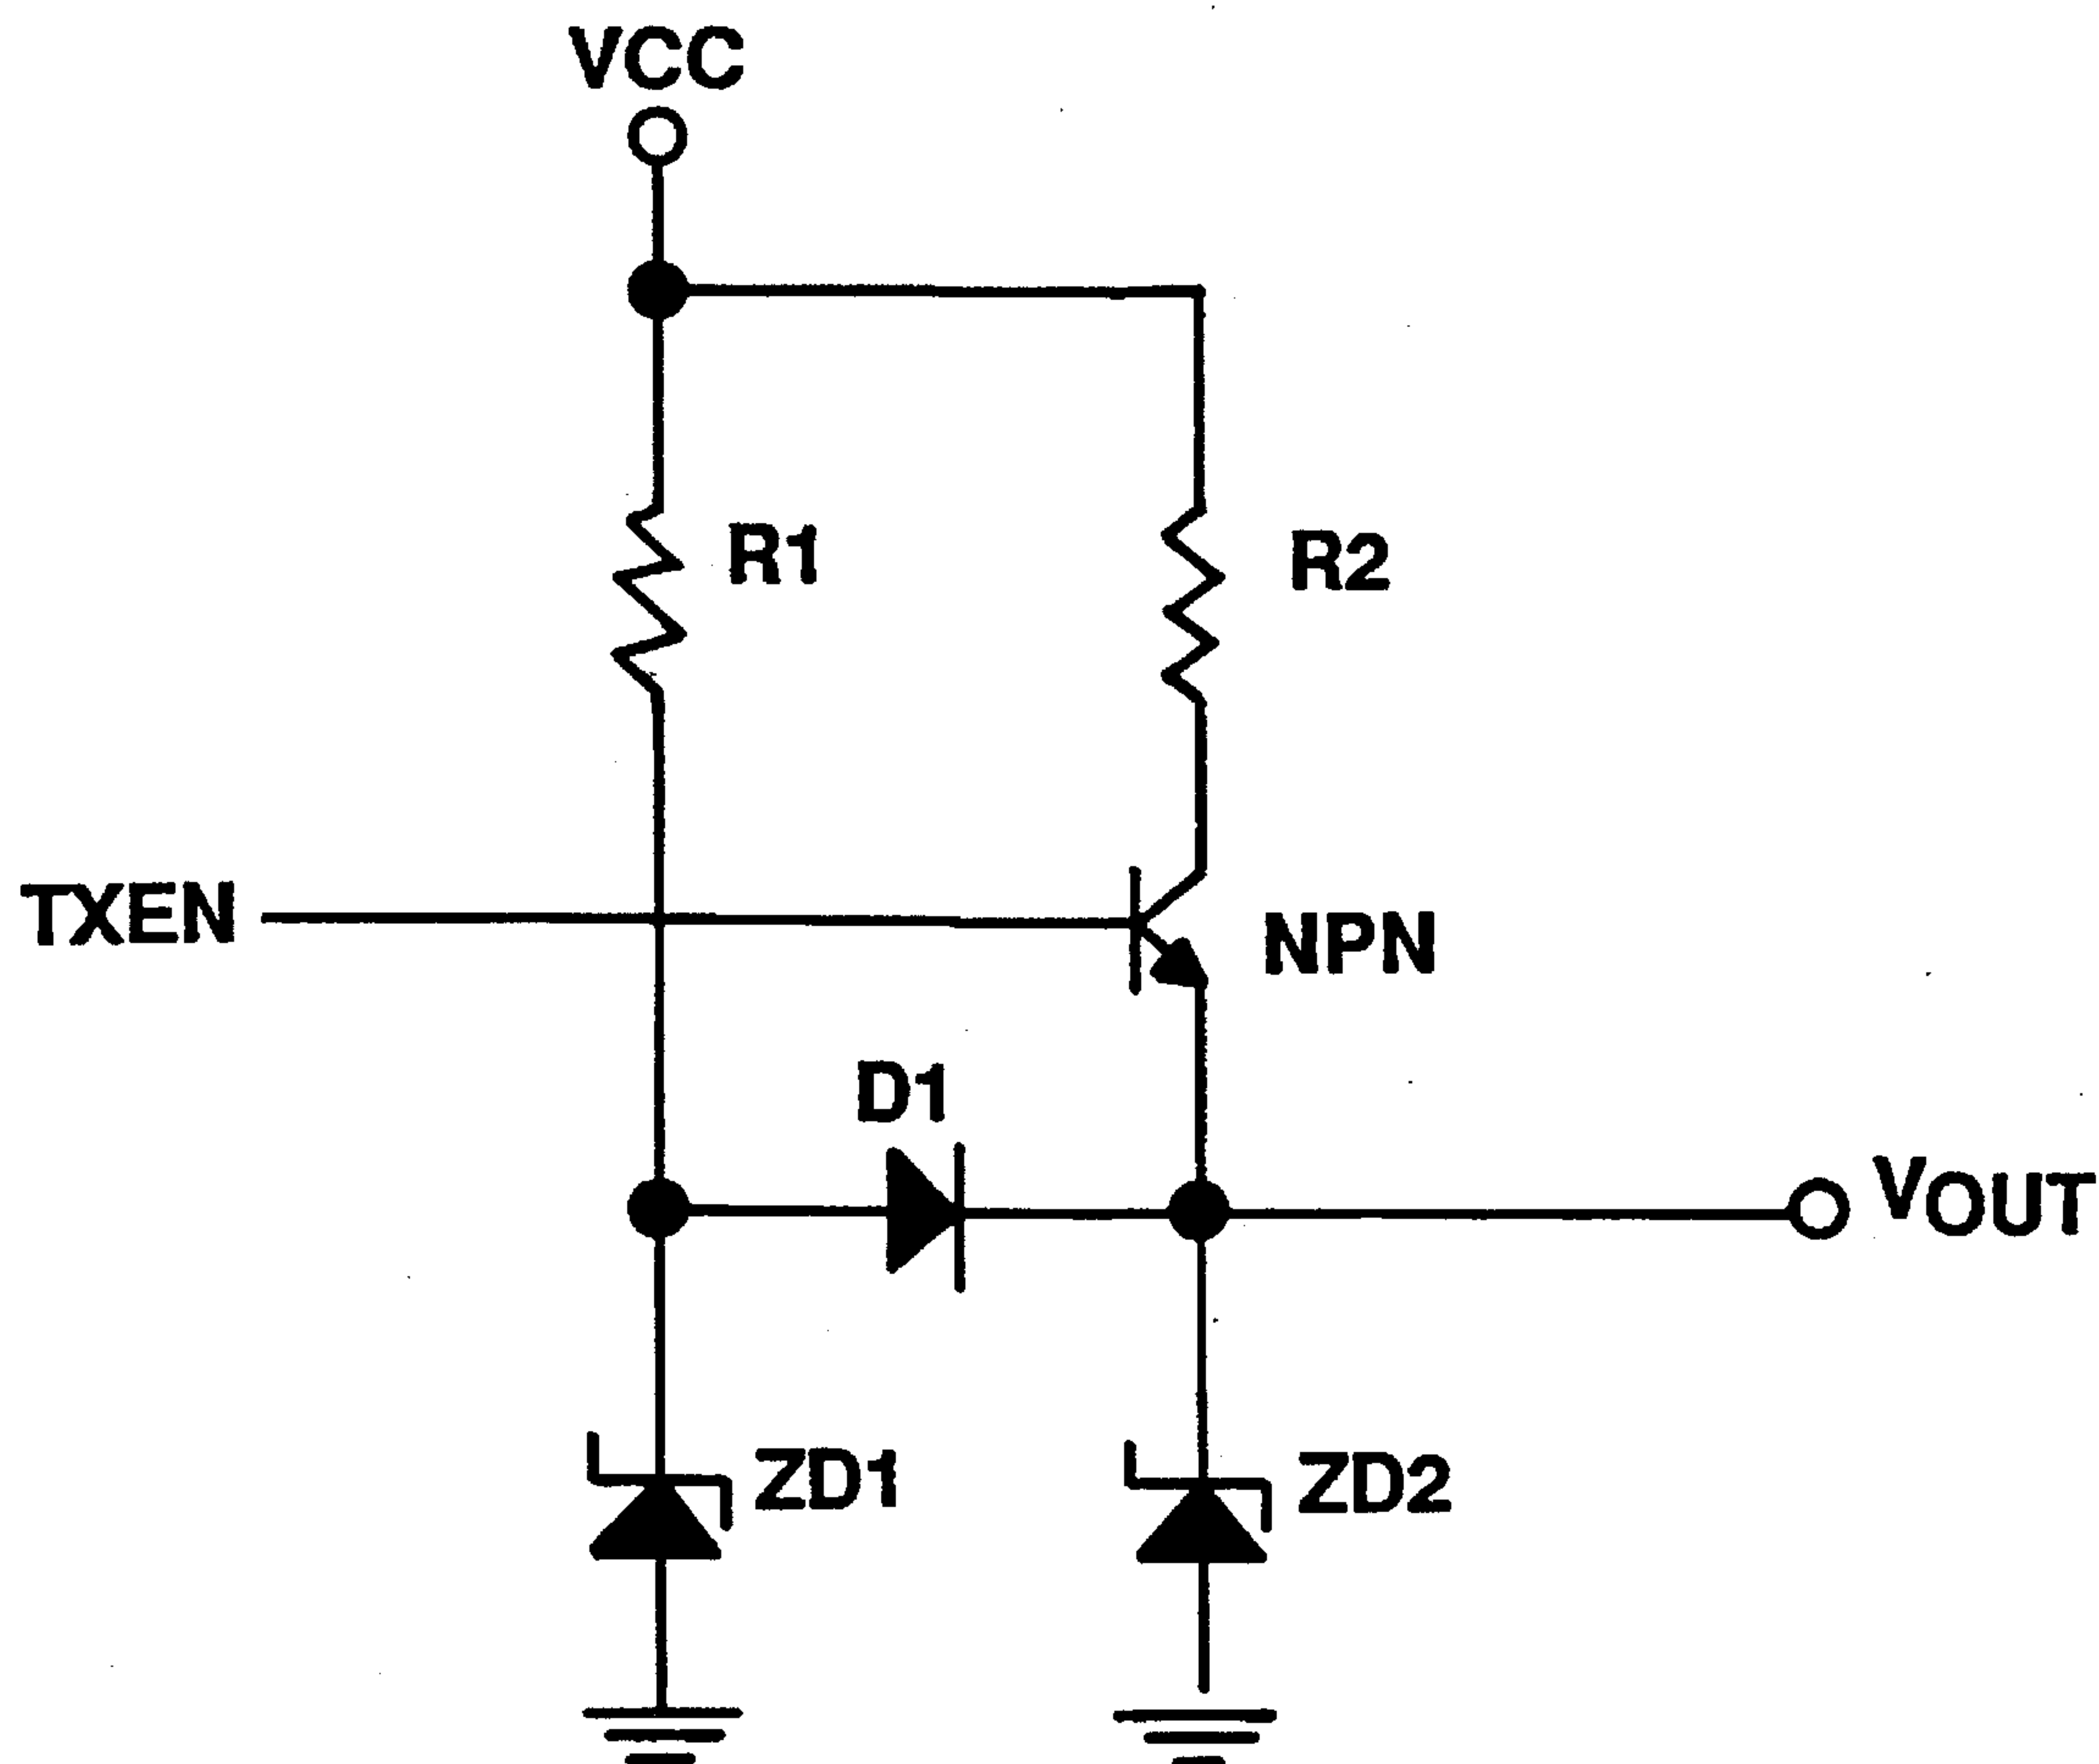 VCC
R1
R2
TXEN
NPN
D1
VOUT
ZD1
ZD2